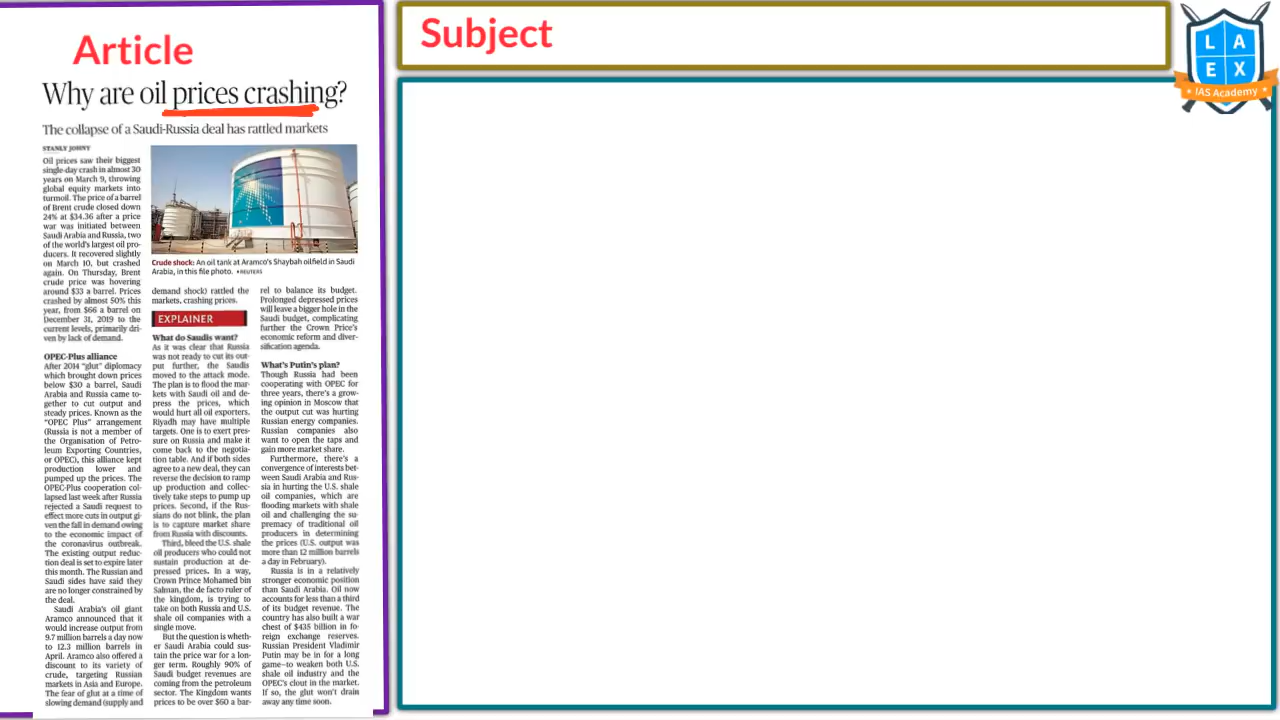 Article
Why are oil prices crashing?
The collapse of a Saudi-Russia deal has rattled markets
STANLY JOHNY
Oil prices saw their biggest
single-day crash in almost 30
years on March 9, throwing
global equity markets into
turmoil. The price of a barrel
of Brent crude closed down
24% at $34.36 after a price
war was initiated between
Saudi Arabia and Russia, two
of the world's largest oil pro-
ducers. It recovered slightly
on March 10, but crashed
again. On Thursday, Brent
crude price was hovering
around $33 a barrel. Prices
crashed by almost 50% this
year, from $66 a barrel on
December 31, 2019 to the
current levels, primarily dri-
ven by lack of demand.
OPEC-Plus alliance
After 2014 "glut" diplomacy
which brought down prices
below $30 a barrel, Saudi
Arabia and Russia came to-
gether to cut output and
steady prices. Known as the
"OPEC Plus" arrangement
(Russia is not a member of
the Organisation of Petro-
leum Exporting Countries,
or OPEC), this alliance kept
production lower and
pumped up the prices. The
OPEC-Plus cooperation col-
lapsed last week after Russia
rejected a Saudi request to
effect more cuts in output gi-
ven the fall in demand owing
to the economic impact of
the coronavirus outbreak.
The existing output reduc-
tion deal is set to expire later
this month. The Russian and
Saudi sides have said they
are no longer constrained by
the deal.
Saudi Arabia's oil giant
Aramco announced that it
would increase output from
9.7 million barrels a day now
to 12.3 million barrels in
April. Aramco also offered a
discount to its variety of
crude, targeting Russian
markets in Asia and Europe.
The fear of glut at a time of
slowing demand (supply and
Crude shock: An oil tank at Aramco's Shaybah oilfield in Saudi
Arabia, in this file photo. • REUTERS
demand shock) rattled the
markets, crashing prices.
EXPLAINER
What do Saudis want?
As it was clear that Russia
was not ready to cut its out-
put further, the Saudis
moved to the attack mode.
The plan is to flood the mar-
kets with Saudi oil and de-
press the prices, which
would hurt all oil exporters.
Riyadh may have multiple
targets. One is to exert pres-
sure on Russia and make it
come back to the negotia-
tion table. And if both sides
agree to a new deal, they can
reverse the decision to ramp
up production and collec-
tively take steps to pump up
prices. Second, if the Rus-
sians do not blink, the plan
is to capture market share
from Russia with discounts.
Third, bleed the U.S. shale
oil producers who could not
sustain production at de-
pressed prices. In a way,
Crown Prince Mohamed bin
Salman, the de facto ruler of
the kingdom, is trying to
take on both Russia and U.S.
shale oil companies with a
single move.
But the question is wheth-
er Saudi Arabia could sus-
tain the price war for a lon-
ger term. Roughly 90% of
Saudi budget revenues are
coming from the petroleum
sector. The Kingdom wants
prices to be over $60 a bar-
rel to balance its budget.
Prolonged depressed prices
will leave a bigger hole in the
Saudi budget, complicating
further the Crown Price's
economic reform and diver-
sification agenda.
What's Putin's plan?
Though Russia had been
cooperating with OPEC for
three years, there's a grow-
ing opinion in Moscow that
the output cut was hurting
Russian energy companies.
Russian companies also
want to open the taps and
gain more market share.
Furthermore, there's a
convergence of interests bet-
ween Saudi Arabia and Rus-
sia in hurting the U.S. shale
oil companies, which are
flooding markets with shale
oil and challenging the su-
premacy of traditional oil
producers in determining
the prices (U.S. output was
more than 12 million barrels
a day in February).
Russia is in a relatively
stronger economic position
than Saudi Arabia. Oil now
accounts for less than a third
of its budget revenue. The
country has also built a war
chest of $435 billion in fo-
reign exchange reserves.
Russian President Vladimir
Putin may be in for a long
game—to weaken both U.S.
shale oil industry and the
OPEC's clout in the market.
If so, the glut won't drain
away any time soon.
Subject
L A
E X
IAS Academy